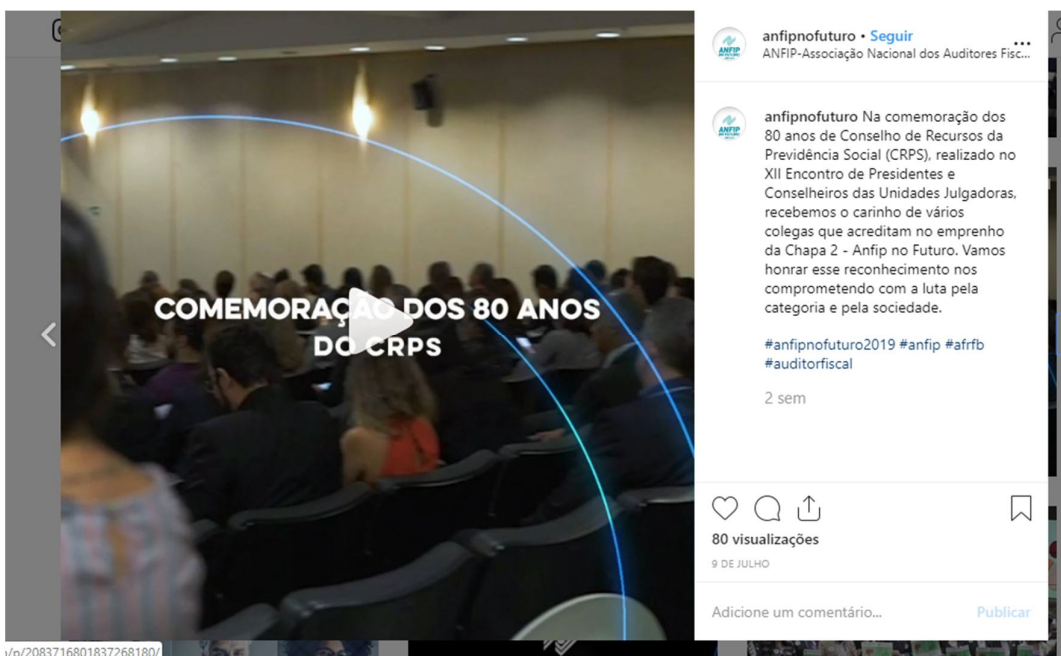 COMEMORAÇÃO DOS 80 ANOS
DO CRPS
anfipnofuturo • Seguir
ANFIP-Associação Nacional dos Auditores Fisc...
ANFIP
anfipnofuturo Na comemoração dos
80 anos de Conselho de Recursos da
Previdência Social (CRPS), realizado no
XII Encontro de Presidentes e
Conselheiros das Unidades Julgadoras,
recebemos o carinho de vários
colegas que acreditam no emprenho
da Chapa 2 - Anfip no Futuro. Vamos
honrar esse reconhecimento nos
comprometendo com a luta pela
categoria e pela sociedade.
ANFIP
#anfipnofuturo2019 #anfip #afrfb
#auditorfiscal
2 sem
80 visualizações
9 DE JULHO
Adicione um comentário... Publicar
/p/2083716801837268180/